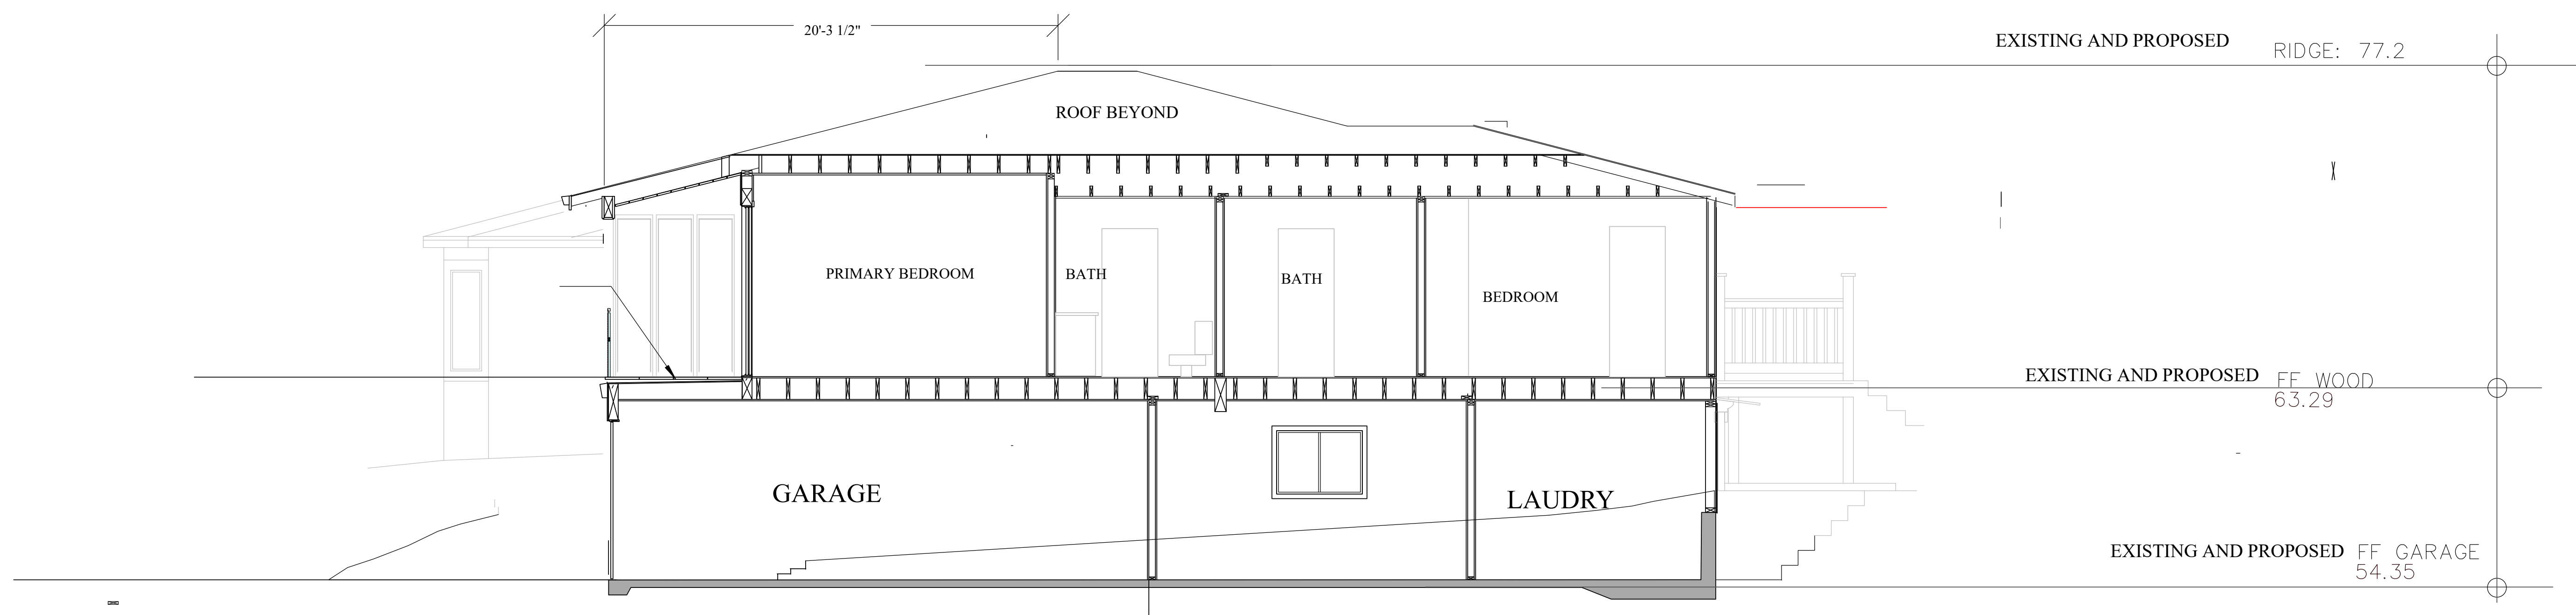 20'-3 1/2"
EXISTING AND PROPOSED RIDGE: 77.2
ROOF BEYOND
PRIMARY BEDROOM
BATH
BATH
BEDROOM
EXISTING AND PROPOSED FF WOOD
63.29
GARAGE
LAUDRY
EXISTING AND PROPOSED FF GARAGE
54.35